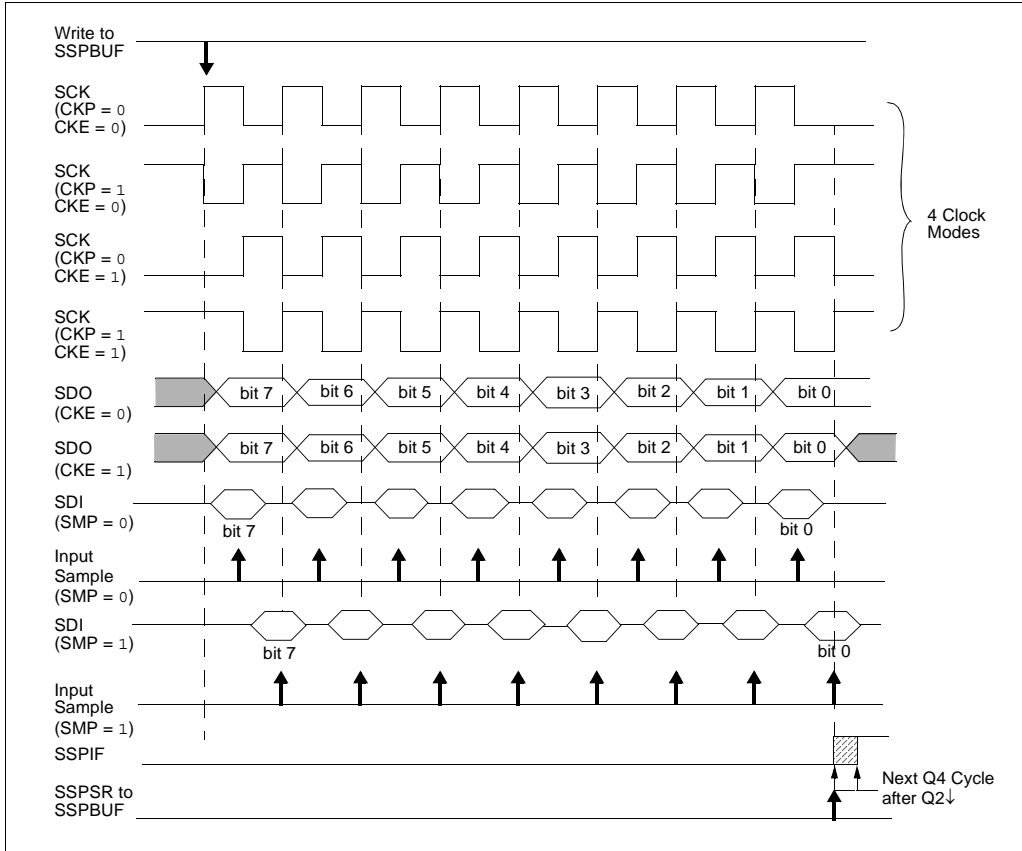 Write to
SSPBUF
SCK
(CKP = 0
CKE = 0)
SCK
(CKP = 1
CKE = 0)
SCK
(CKP = 0
CKE = 1)
SCK
(CKP = 1
CKE = 1)
4 Clock
Modes
SDO
(CKE = 0)
bit 7 bit 6 bit 5 bit 4 bit 3 bit 2 bit 1 bit 0
SDO
(CKE = 1)
bit 7 bit 6 bit 5 bit 4 bit 3 bit 2 bit 1 bit 0
SDI
(SMP = 0)
bit 7 bit 0
Input
Sample
(SMP = 0)
SDI
(SMP = 1)
bit 7 bit 0
Input
Sample
(SMP = 1)
SSPIF
Next Q4 Cycle
after Q2↓
SSPSR to
SSPBUF